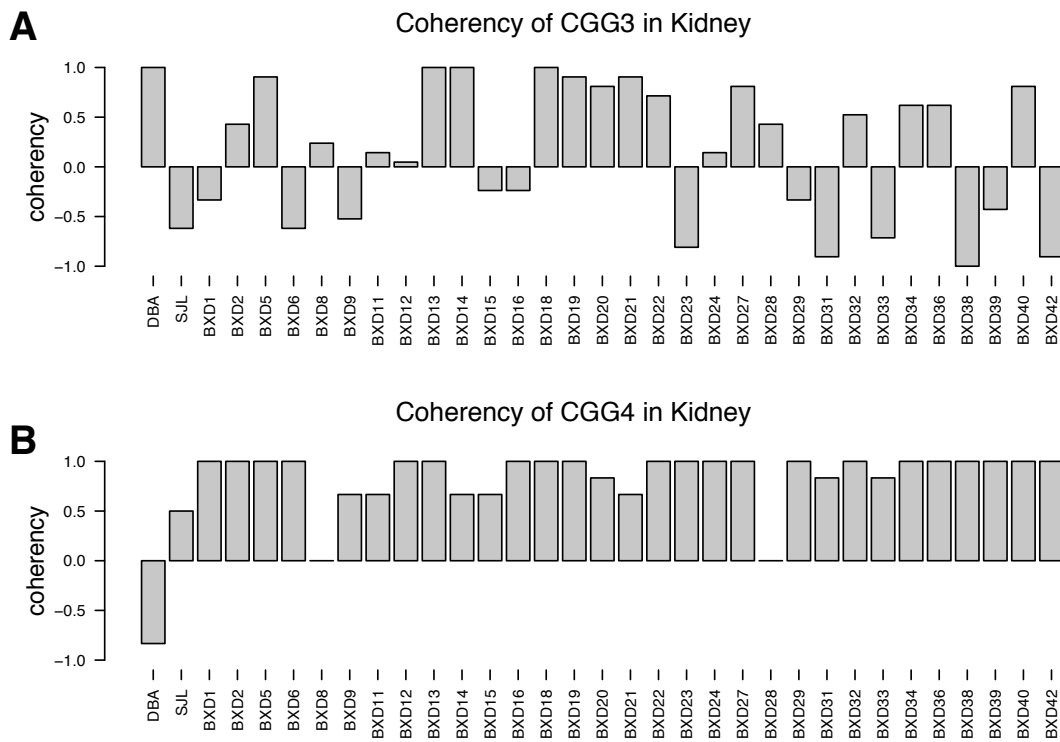 A
Coherency of CGG3 in Kidney
coherency
1.0
0.5
0.0
−0.5
−1.0
DBA
SJL
BXD1
BXD2
BXD5
BXD6
BXD8
BXD9
BXD11
BXD12
BXD13
BXD14
BXD15
BXD16
BXD18
BXD19
BXD20
BXD21
BXD22
BXD23
BXD24
BXD27
BXD28
BXD29
BXD31
BXD32
BXD33
BXD34
BXD36
BXD38
BXD39
BXD40
BXD42
B
Coherency of CGG4 in Kidney
coherency
1.0
0.5
0.0
−0.5
−1.0
DBA
SJL
BXD1
BXD2
BXD5
BXD6
BXD8
BXD9
BXD11
BXD12
BXD13
BXD14
BXD15
BXD16
BXD18
BXD19
BXD20
BXD21
BXD22
BXD23
BXD24
BXD27
BXD28
BXD29
BXD31
BXD32
BXD33
BXD34
BXD36
BXD38
BXD39
BXD40
BXD42